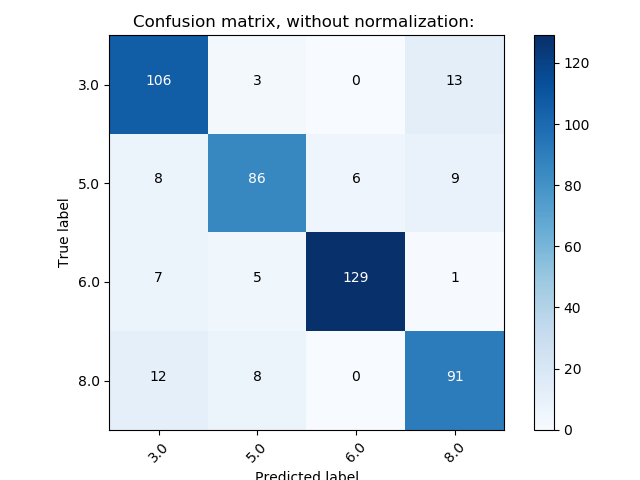 Confusion matrix, without normalization:
3.0 106 3 0 13
5.0 8 86 6 9
6.0 7 5 129 1
8.0 12 8 0 91
3.0 5.0 6.0 8.0
True label
Predicted label
120
100
80
60
40
20
0